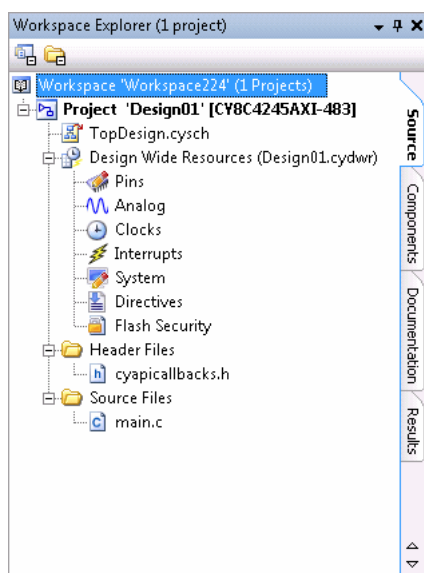 Workspace Explorer (1 project)
Workspace 'Workspace224' (1 Projects)
Project 'Design01' [CY8C4245AXI-483]
TopDesign.cysch
Design Wide Resources (Design01.cydwr)
Pins
Analog
Clocks
Interrupts
System
Directives
Flash Security
Header Files
h cyapicallbacks.h
Source Files
c main.c
Source
Components
Documentation
Results